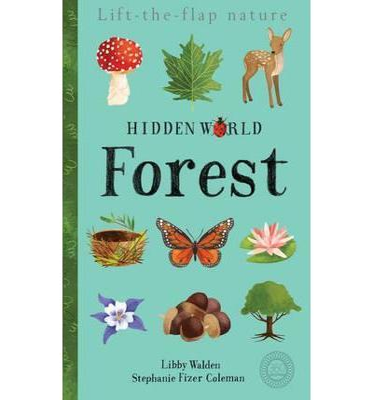 Lift-the-flap nature
HIDDEN WORLD
Forest
Libby Walden
Stephanie Fizer Coleman